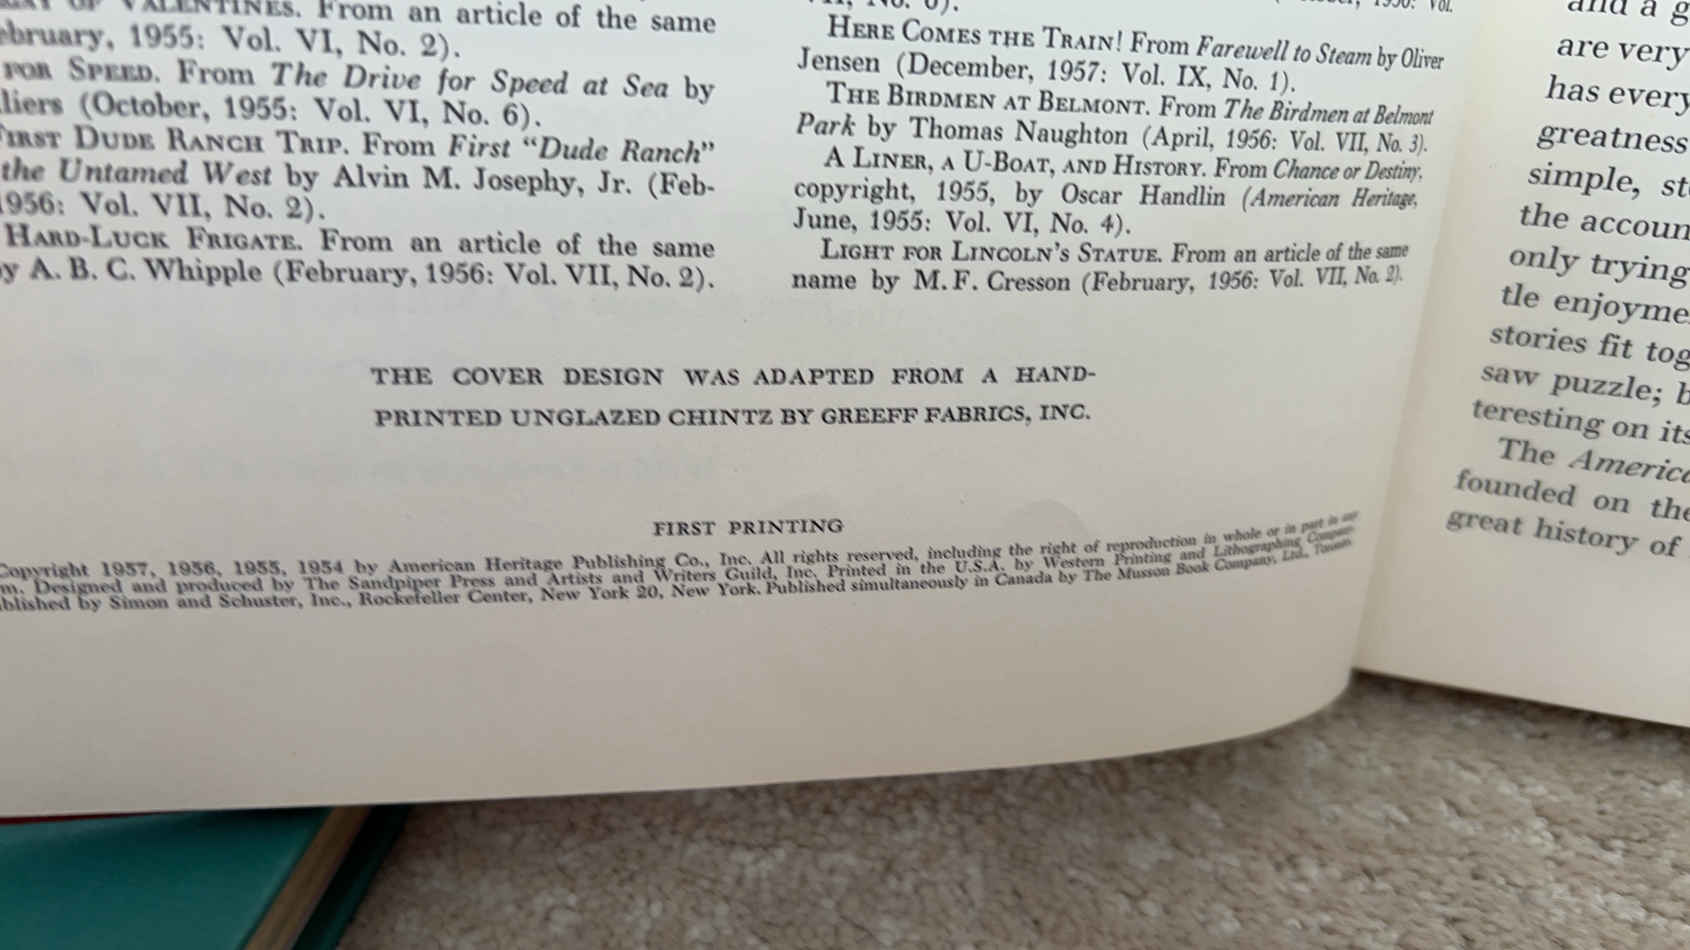 OF VALENTINES. From an article of the same
ebruary, 1955: Vol. VI, No. 2).
FOR SPEED. From The Drive for Speed at Sea by
lliers (October, 1955: Vol. VI, No. 6).
FIRST DUDE RANCH TRIP. From First “Dude Ranch”
the Untamed West by Alvin M. Josephy, Jr. (Feb-
1956: Vol. VII, No. 2).
HARD-LUCK FRIGATE. From an article of the same
by A. B. C. Whipple (February, 1956: Vol. VII, No. 2).
HERE COMES THE TRAIN! From Farewell to Steam by Oliver
Jensen (December, 1957: Vol. IX, No. 1).
THE BIRDMEN AT BELMONT. From The Birdmen at Belmont
Park by Thomas Naughton (April, 1956: Vol. VII, No. 3).
A LINER, A U-BOAT, AND HISTORY. From Chance or Destiny,
copyright, 1955, by Oscar Handlin (American Heritage,
June, 1955: Vol. VI, No. 4).
LIGHT FOR LINCOLN’S STATUE. From an article of the same
name by M. F. Cresson (February, 1956: Vol. VII, No. 2).
THE COVER DESIGN WAS ADAPTED FROM A HAND-
PRINTED UNGLAZED CHINTZ BY GREEFF FABRICS, INC.
FIRST PRINTING
Copyright 1957, 1956, 1955, 1954 by American Heritage Publishing Co., Inc. All rights reserved, including the right of reproduction in whole or in part in any
m. Designed and produced by The Sandpiper Press and Artists and Writers Guild, Inc. Printed in the U.S.A. by Western Printing and Lithographing Company.
blished by Simon and Schuster, Inc., Rockefeller Center, New York 20, New York. Published simultaneously in Canada by The Musson Book Company, Ltd., Toronto.
and a g
are very
has every
greatness
simple, st
the accoun
only trying
tle enjoyme
stories fit tog
saw puzzle; b
teresting on its
The America
founded on the
great history of